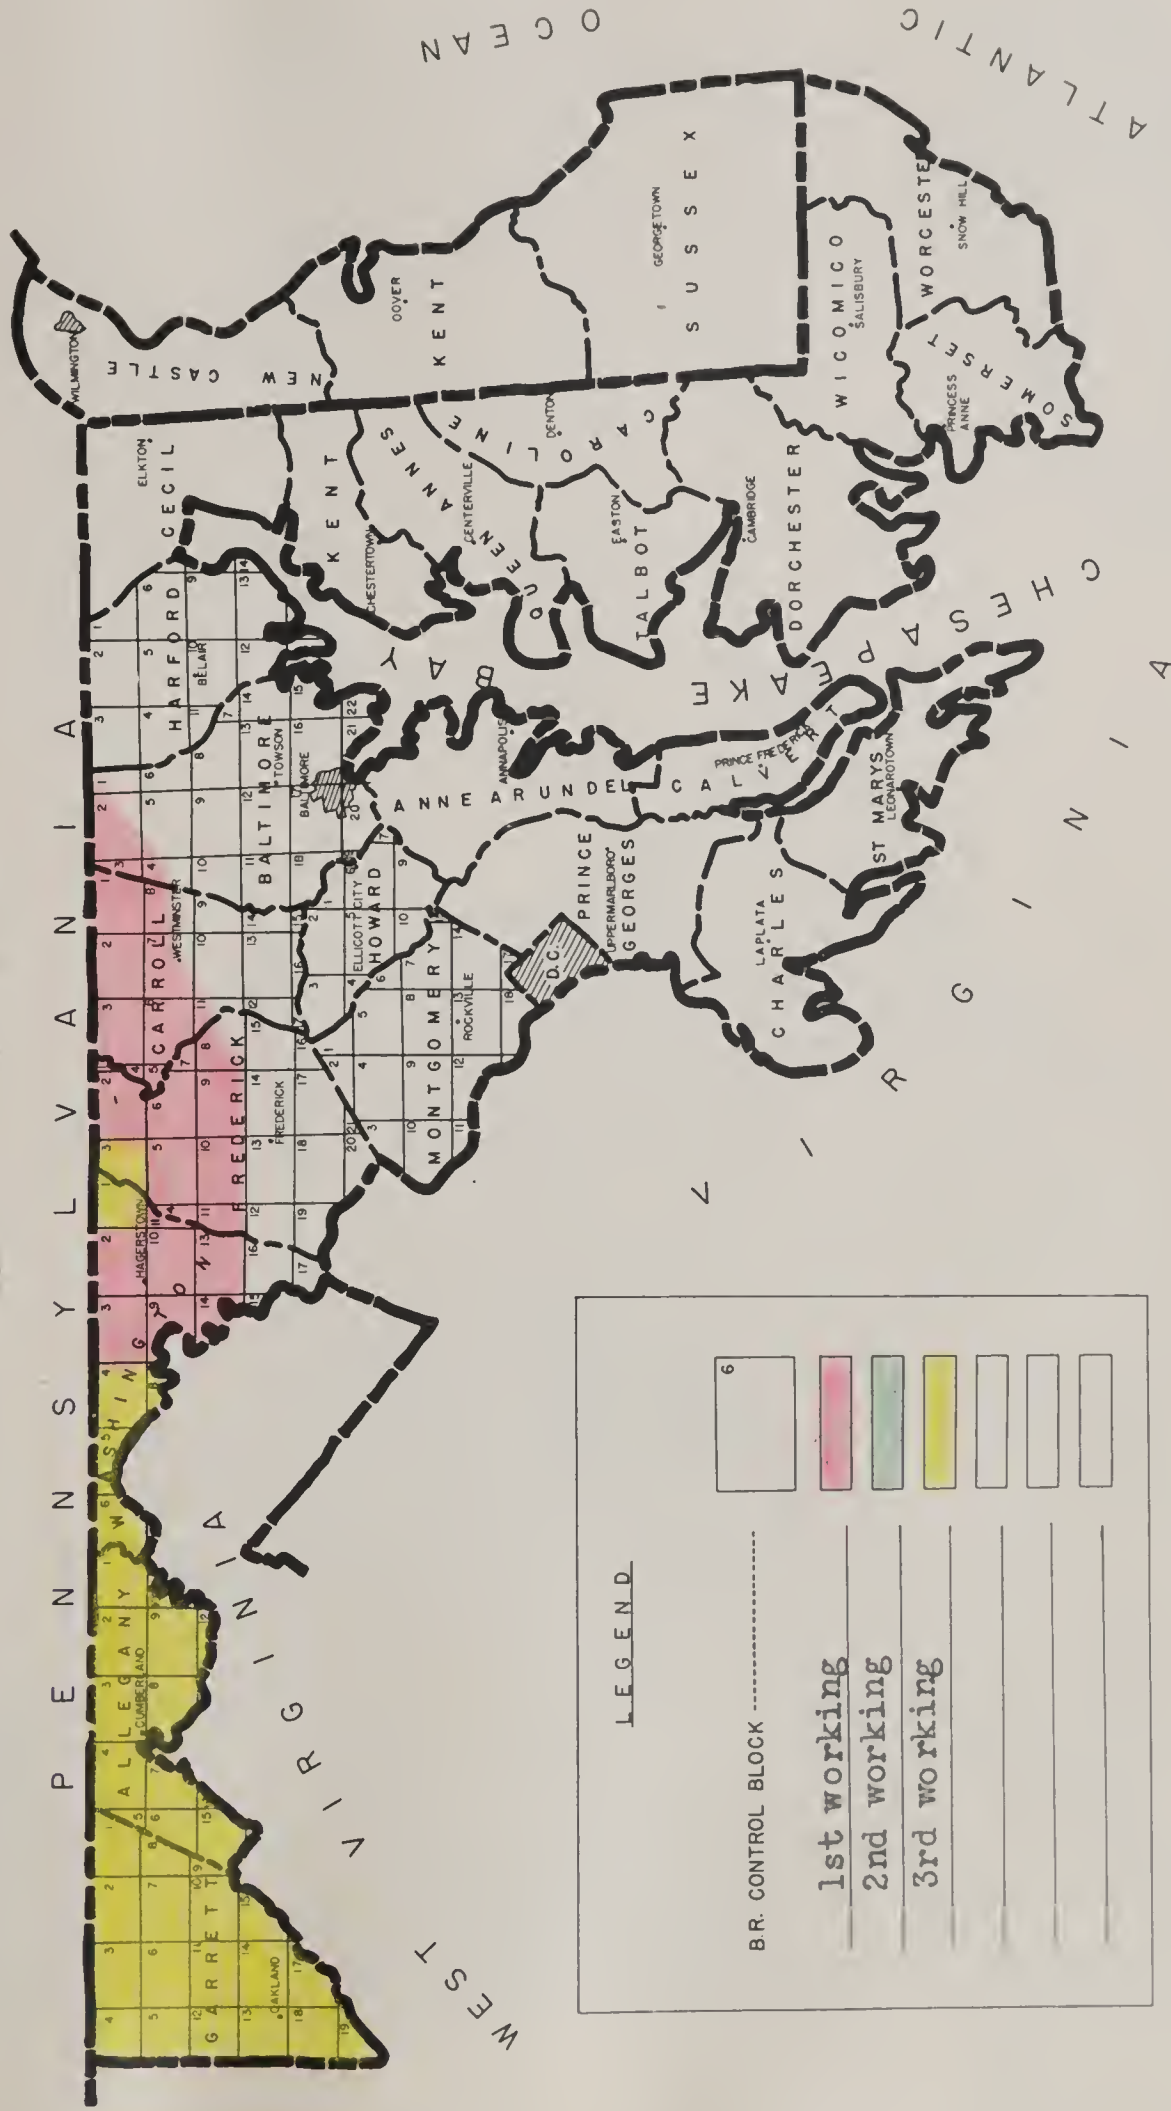 PENNSYLVANIA
WEST VIRGINIA
VIRGINIA
ATLANTIC OCEAN
CHESAPEAKE BAY
GARRETT
OAKLAND
ALLEGANY
CUMBERLAND
WASHINGTON
HAGERSTOWN
FREDERICK
FREDERICK
CARROLL
WESTMINSTER
BALTIMORE
TOWSON
BALTIMORE
HARFORD
BELAIR
CECIL
ELKTON
HOWARD
ELLICOTT CITY
MONTGOMERY
ROCKVILLE
D.C.
PRINCE GEORGES
UPPER MARLBORO
ANNE ARUNDEL
ANNAPOLIS
CALVERT
PRINCE FREDERICK
CHARLES
LAPLATA
ST MARYS
LEONARDTOWN
KENT
CHESTERTOWN
QUEEN ANNES
CENTERVILLE
CAROLINE
DENTON
TALBOT
EASTON
DORCHESTER
CAMBRIDGE
WICOMICO
SALISBURY
SOMERSET
PRINCESS ANNE
WORCESTE
SNOW HILL
NEW CASTLE
WILMINGTON
KENT
DOVER
SUSSEX
GEORGETOWN
LEGEND
B.R. CONTROL BLOCK 6
1st working
2nd working
3rd working